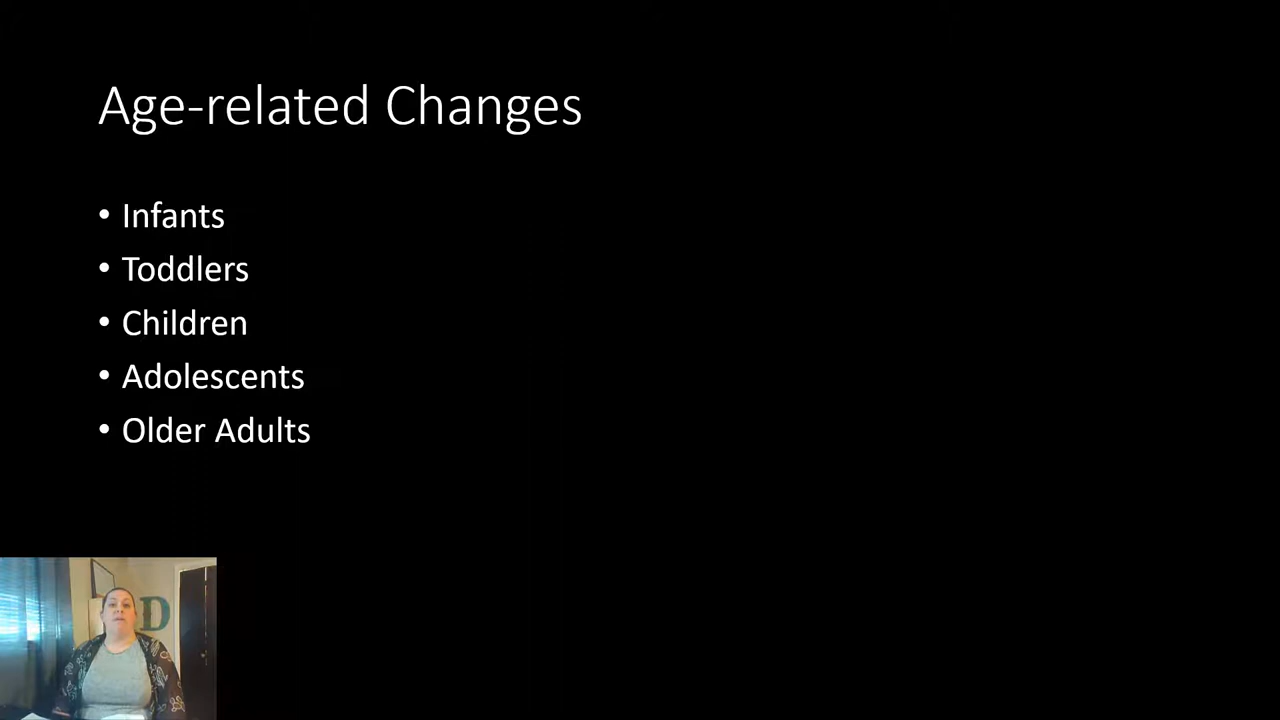 Age-related Changes
• Infants
• Toddlers
• Children
• Adolescents
• Older Adults
D